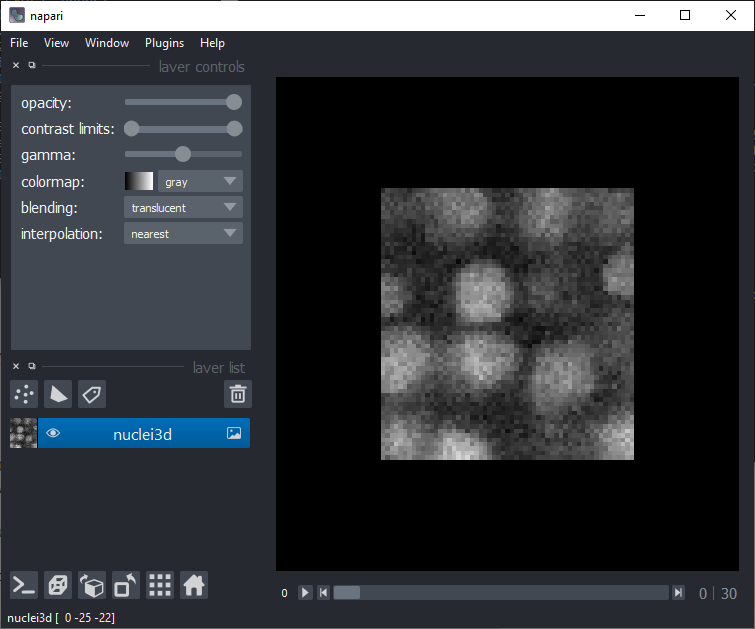 napari
File View Window Plugins Help
layer controls
opacity:
contrast limits:
gamma:
colormap: gray
blending: translucent
interpolation: nearest
layer list
nuclei3d
0 0 | 30
nuclei3d [ 0 -25 -22]